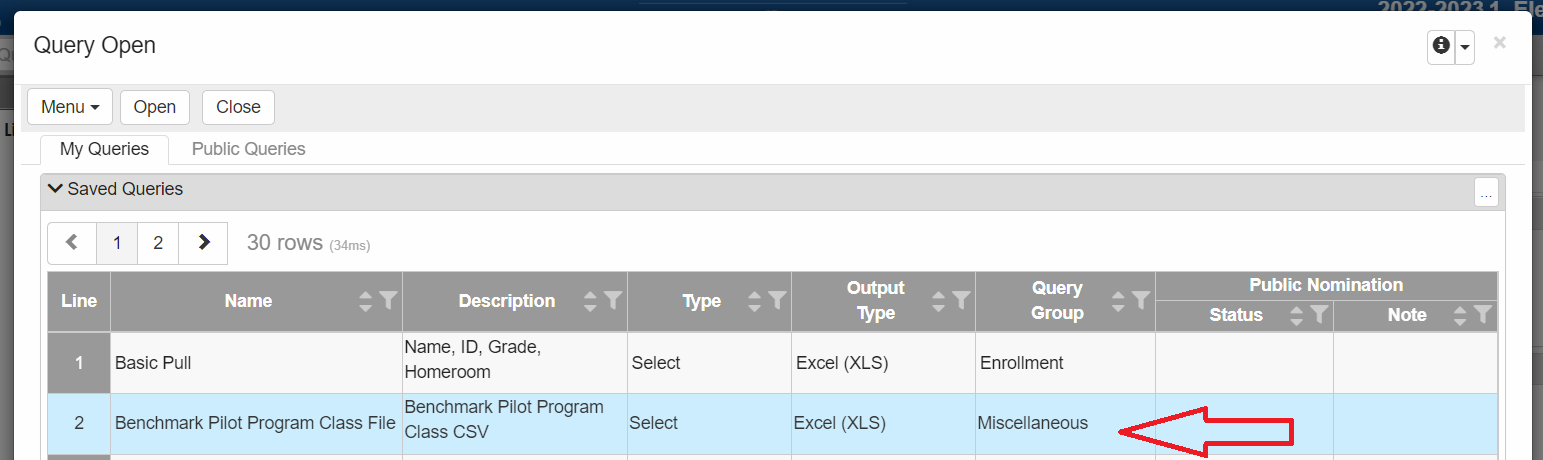 2022-2023 1
Query Open
Menu Open Close
My Queries Public Queries
Saved Queries
...
1 2 30 rows (34ms)
Line Name Description Type Output Type Query Group Public Nomination
Status Note
1 Basic Pull Name, ID, Grade, Homeroom Select Excel (XLS) Enrollment
2 Benchmark Pilot Program Class File Benchmark Pilot Program Class CSV Select Excel (XLS) Miscellaneous